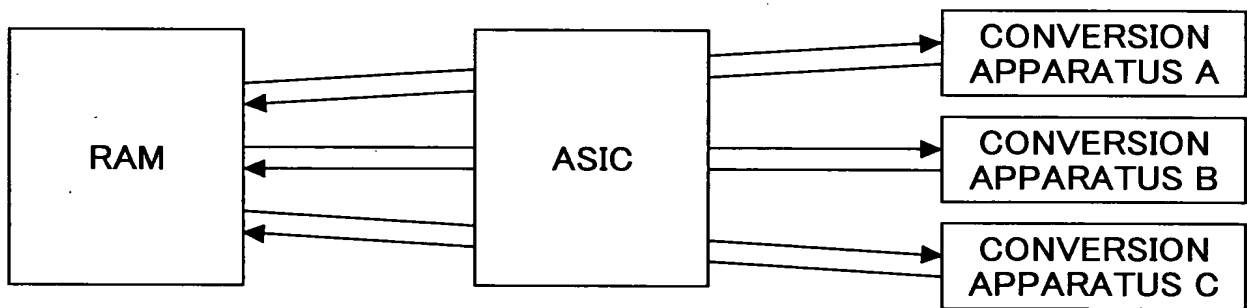 RAM
ASIC
CONVERSION
APPARATUS A
CONVERSION
APPARATUS B
CONVERSION
APPARATUS C